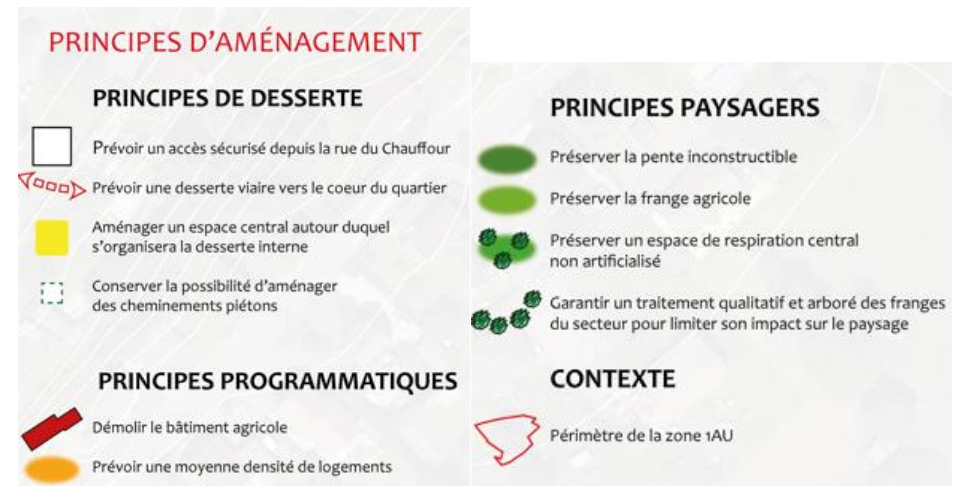 PRINCIPES D'AMÉNAGEMENT
PRINCIPES DE DESSERTE
Prévoir un accès sécurisé depuis la rue du Chauffour
Prévoir une desserte viaire vers le coeur du quartier
Aménager un espace central autour duquel
s'organisera la desserte interne
Conserver la possibilité d'aménager
des cheminements piétons
PRINCIPES PROGRAMMATIQUES
Démolir le bâtiment agricole
Prévoir une moyenne densité de logements
PRINCIPES PAYSAGERS
Préserver la pente inconstructible
Préserver la frange agricole
Préserver un espace de respiration central
non artificialisé
Garantir un traitement qualitatif et arboré des franges
du secteur pour limiter son impact sur le paysage
CONTEXTE
Périmètre de la zone 1AU